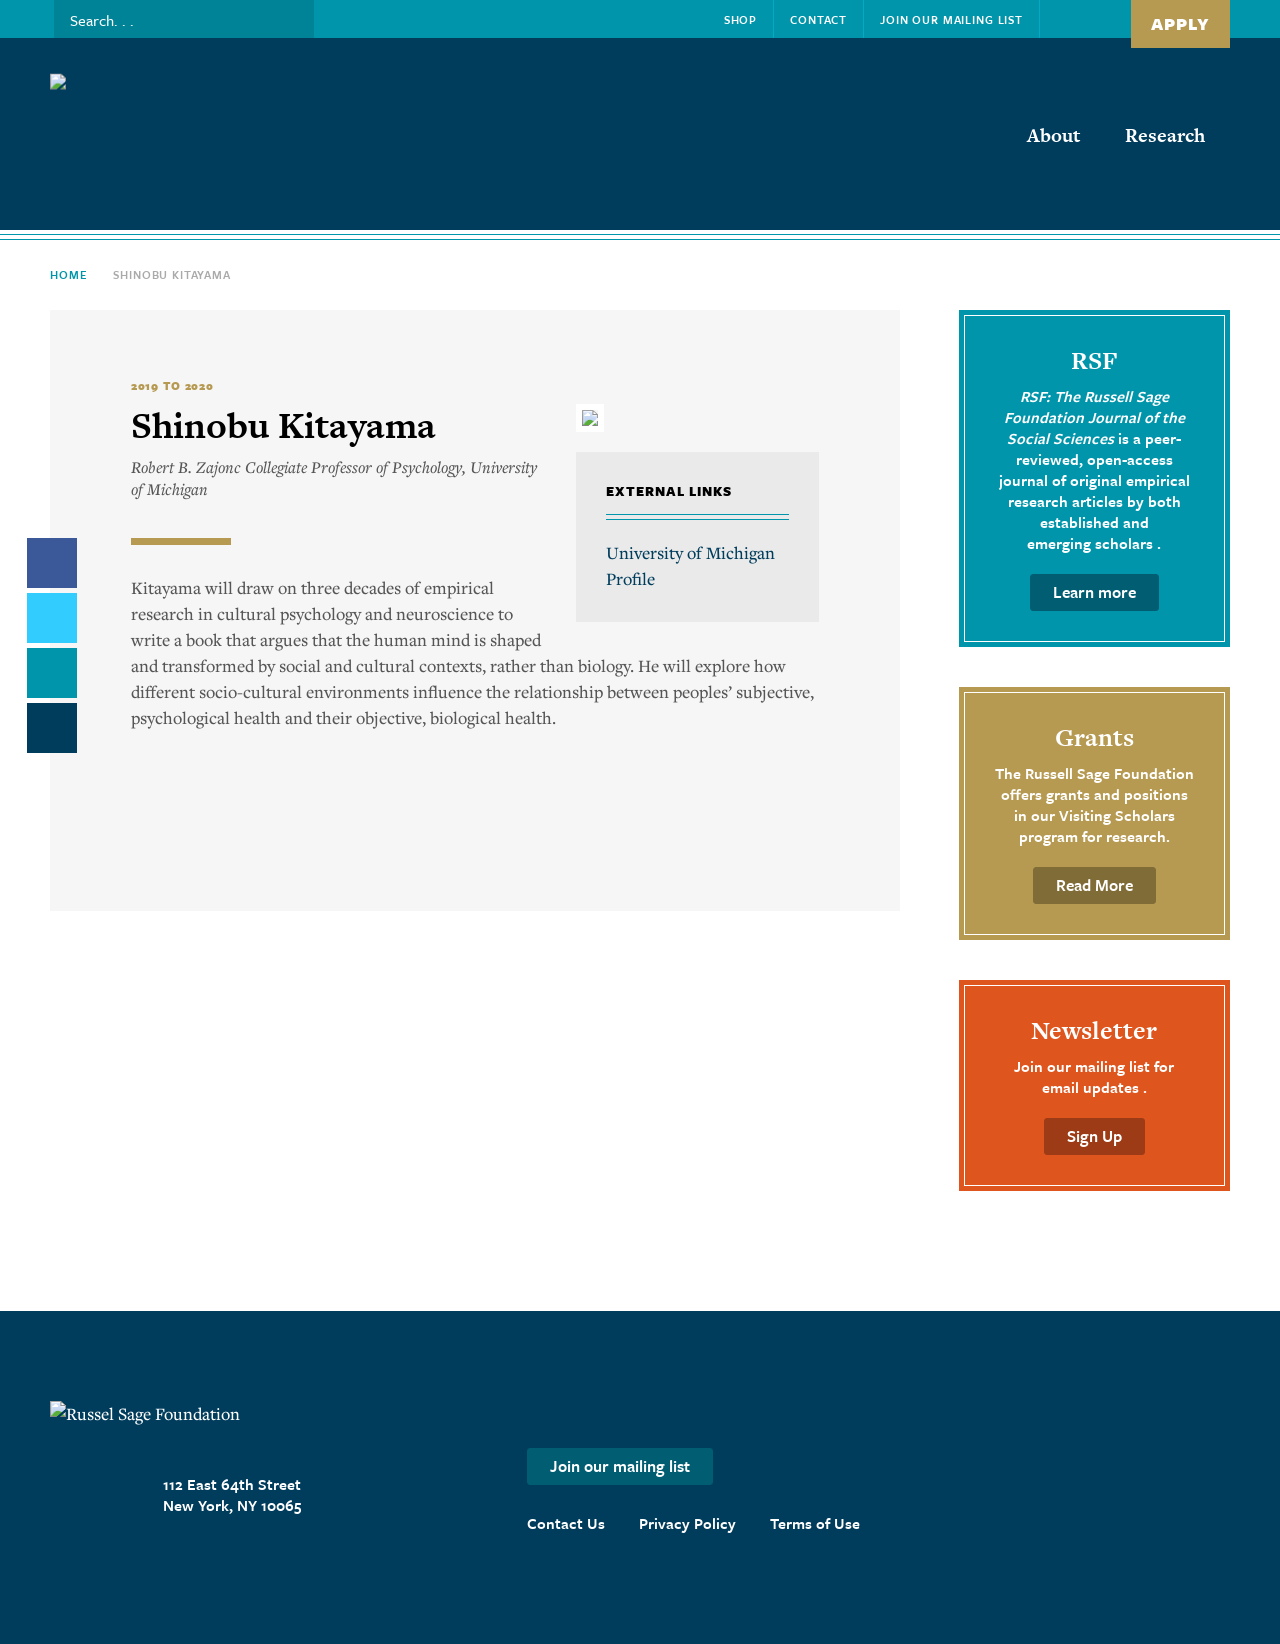 Search. . .
SHOP
CONTACT
JOIN OUR MAILING LIST
APPLY
About
Research
HOME
SHINOBU KITAYAMA
2019 TO 2020
Shinobu Kitayama
Robert B. Zajonc Collegiate Professor of Psychology, University
of Michigan
EXTERNAL LINKS
University of Michigan
Profile
Kitayama will draw on three decades of empirical
research in cultural psychology and neuroscience to
write a book that argues that the human mind is shaped
and transformed by social and cultural contexts, rather than biology. He will explore how
different socio-cultural environments influence the relationship between peoples’ subjective,
psychological health and their objective, biological health.
RSF
RSF: The Russell Sage
Foundation Journal of the
Social Sciences is a peer-
reviewed, open-access
journal of original empirical
research articles by both
established and
emerging scholars .
Learn more
Grants
The Russell Sage Foundation
offers grants and positions
in our Visiting Scholars
program for research.
Read More
Newsletter
Join our mailing list for
email updates .
Sign Up
Russel Sage Foundation
112 East 64th Street
New York, NY 10065
Join our mailing list
Contact Us
Privacy Policy
Terms of Use